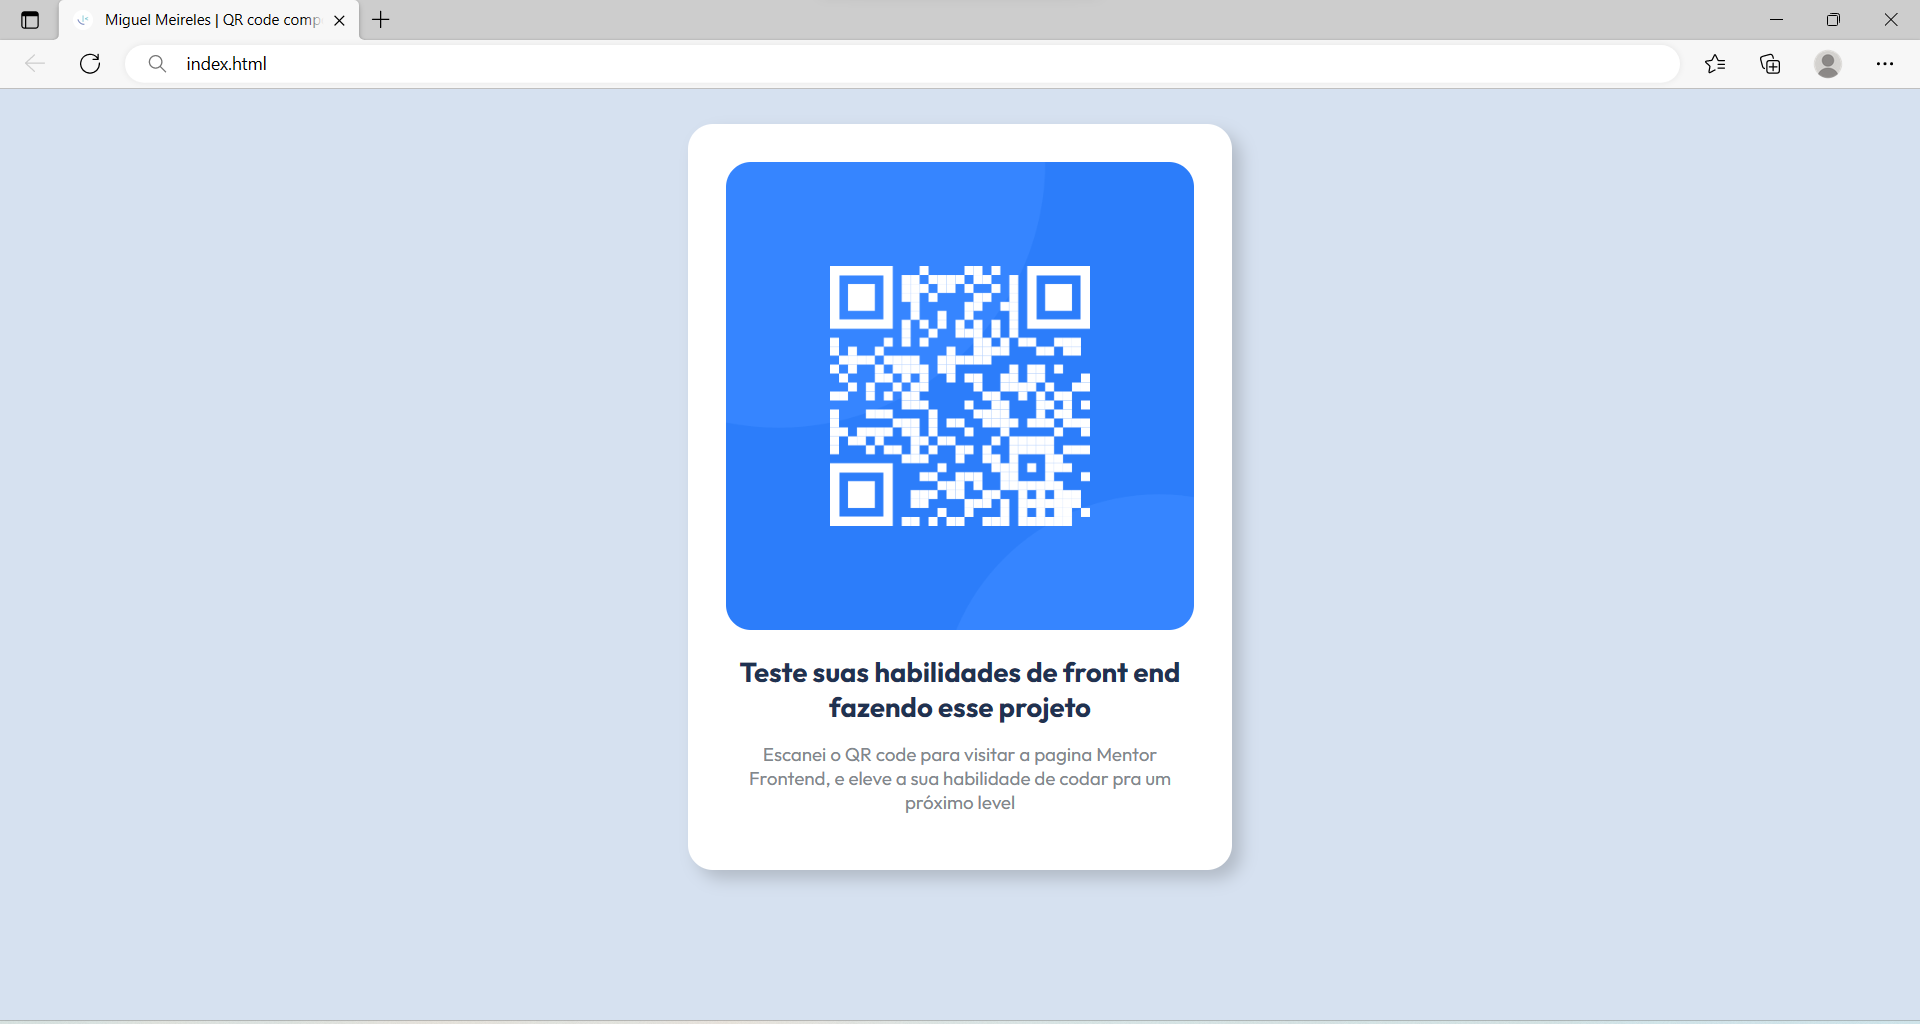 Miguel Meireles | QR code comp
index.html
Teste suas habilidades de front end
fazendo esse projeto
Escanei o QR code para visitar a pagina Mentor
Frontend, e eleve a sua habilidade de codar pra um
próximo level